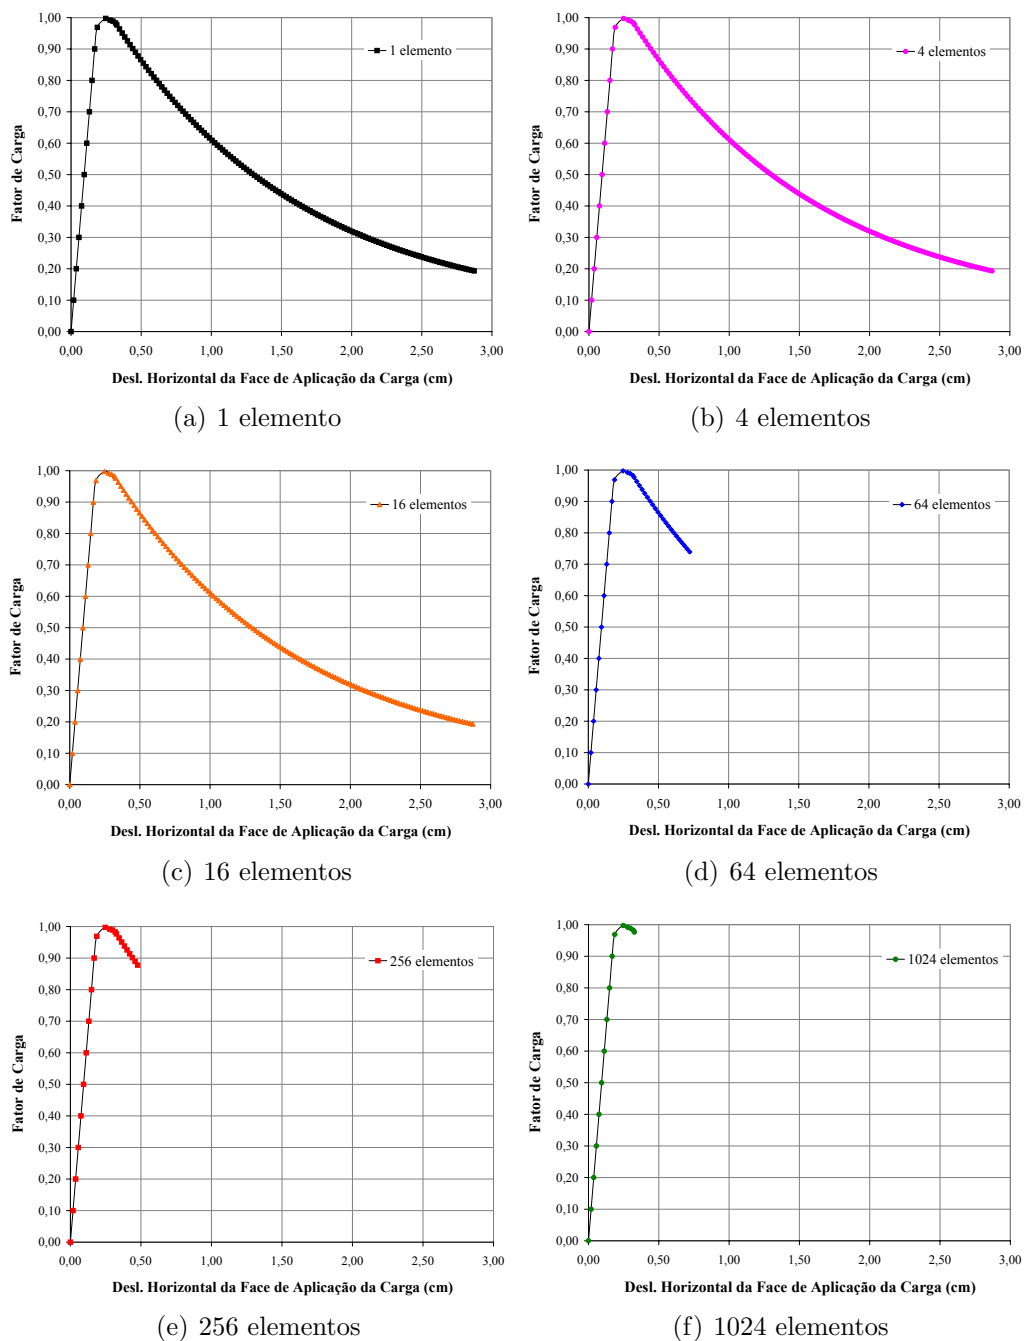 1,00
0,90
0,80
0,70
0,60
0,50
0,40
0,30
0,20
0,10
0,00
Fator de Carga
1 elemento
0,00 0,50 1,00 1,50 2,00 2,50 3,00
Desl. Horizontal da Face de Aplicação da Carga (cm)
(a) 1 elemento
1,00
0,90
0,80
0,70
0,60
0,50
0,40
0,30
0,20
0,10
0,00
Fator de Carga
4 elementos
0,00 0,50 1,00 1,50 2,00 2,50 3,00
Desl. Horizontal da Face de Aplicação da Carga (cm)
(b) 4 elementos
1,00
0,90
0,80
0,70
0,60
0,50
0,40
0,30
0,20
0,10
0,00
Fator de Carga
16 elementos
0,00 0,50 1,00 1,50 2,00 2,50 3,00
Desl. Horizontal da Face de Aplicação da Carga (cm)
(c) 16 elementos
1,00
0,90
0,80
0,70
0,60
0,50
0,40
0,30
0,20
0,10
0,00
Fator de Carga
64 elementos
0,00 0,50 1,00 1,50 2,00 2,50 3,00
Desl. Horizontal da Face de Aplicação da Carga (cm)
(d) 64 elementos
1,00
0,90
0,80
0,70
0,60
0,50
0,40
0,30
0,20
0,10
0,00
Fator de Carga
256 elementos
0,00 0,50 1,00 1,50 2,00 2,50 3,00
Desl. Horizontal da Face de Aplicação da Carga (cm)
(e) 256 elementos
1,00
0,90
0,80
0,70
0,60
0,50
0,40
0,30
0,20
0,10
0,00
Fator de Carga
1024 elementos
0,00 0,50 1,00 1,50 2,00 2,50 3,00
Desl. Horizontal da Face de Aplicação da Carga (cm)
(f) 1024 elementos